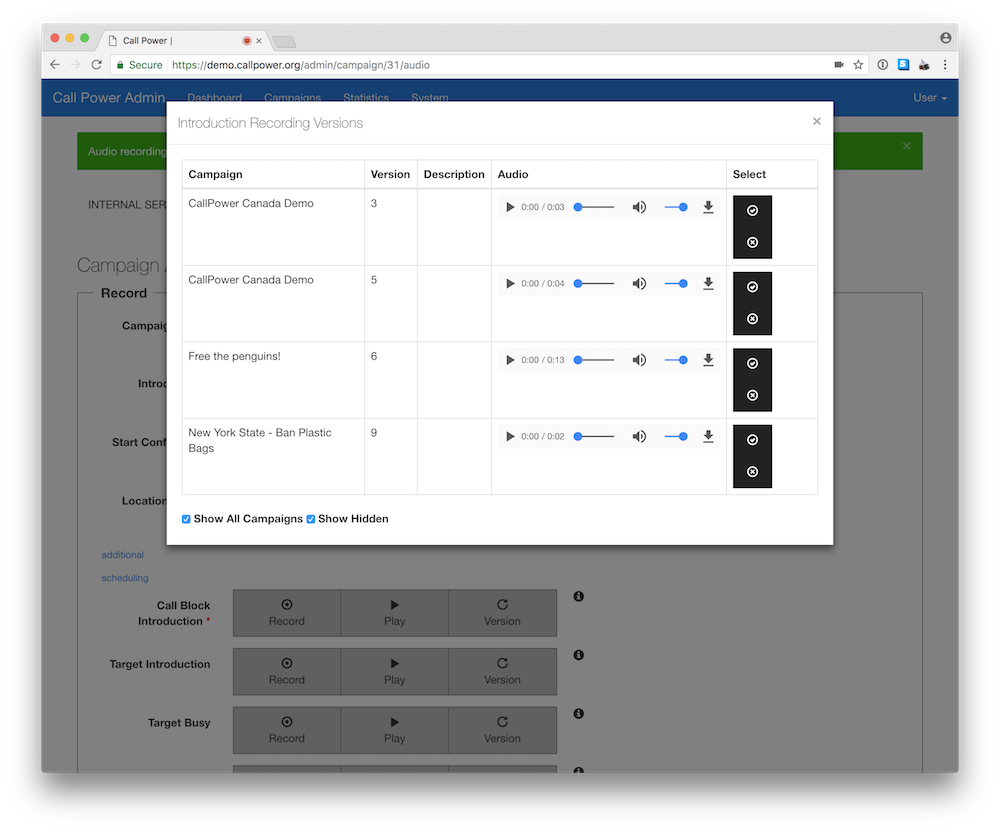 Call Power |
Secure https://demo.callpower.org/admin/campaign/31/audio
Call Power Admin Dashboard Campaigns Statistics System User
Introduction Recording Versions
Audio recording
INTERNAL SER
Campaign
Record
Campaig
Introd
Start Conf
Location
Campaign Version Description Audio Select
CallPower Canada Demo 3 0:00 / 0:03
CallPower Canada Demo 5 0:00 / 0:04
Free the penguins! 6 0:00 / 0:13
New York State - Ban Plastic 9 0:00 / 0:02
Bags
Show All Campaigns Show Hidden
additional
scheduling
Call Block
Introduction *
Record Play Version
Target Introduction
Record Play Version
Target Busy
Record Play Version